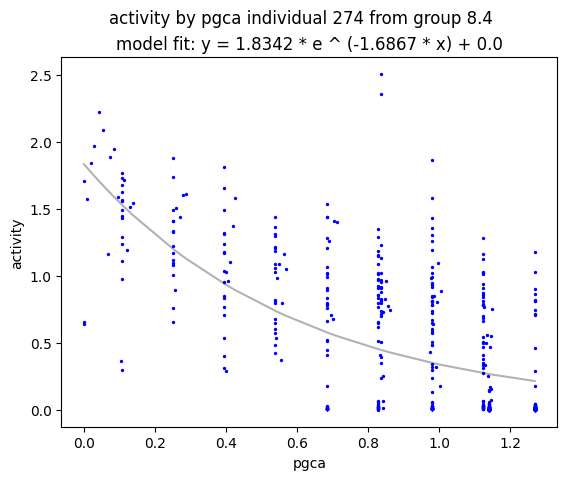 activity by pgca individual 274 from group 8.4
model fit: y = 1.8342 * e ^ (-1.6867 * x) + 0.0
2.5
2.0
1.5
1.0
0.5
0.0
activity
0.0 0.2 0.4 0.6 0.8 1.0 1.2
pgca